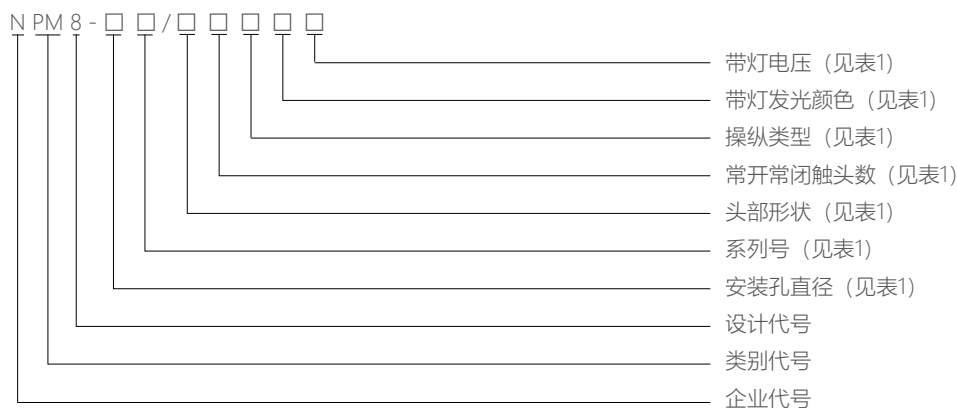 N PM 8 - □ □ / □ □ □ □ □
带灯电压（见表1）
带灯发光颜色（见表1）
操纵类型（见表1）
常开常闭触头数（见表1）
头部形状（见表1）
系列号（见表1）
安装孔直径（见表1）
设计代号
类别代号
企业代号